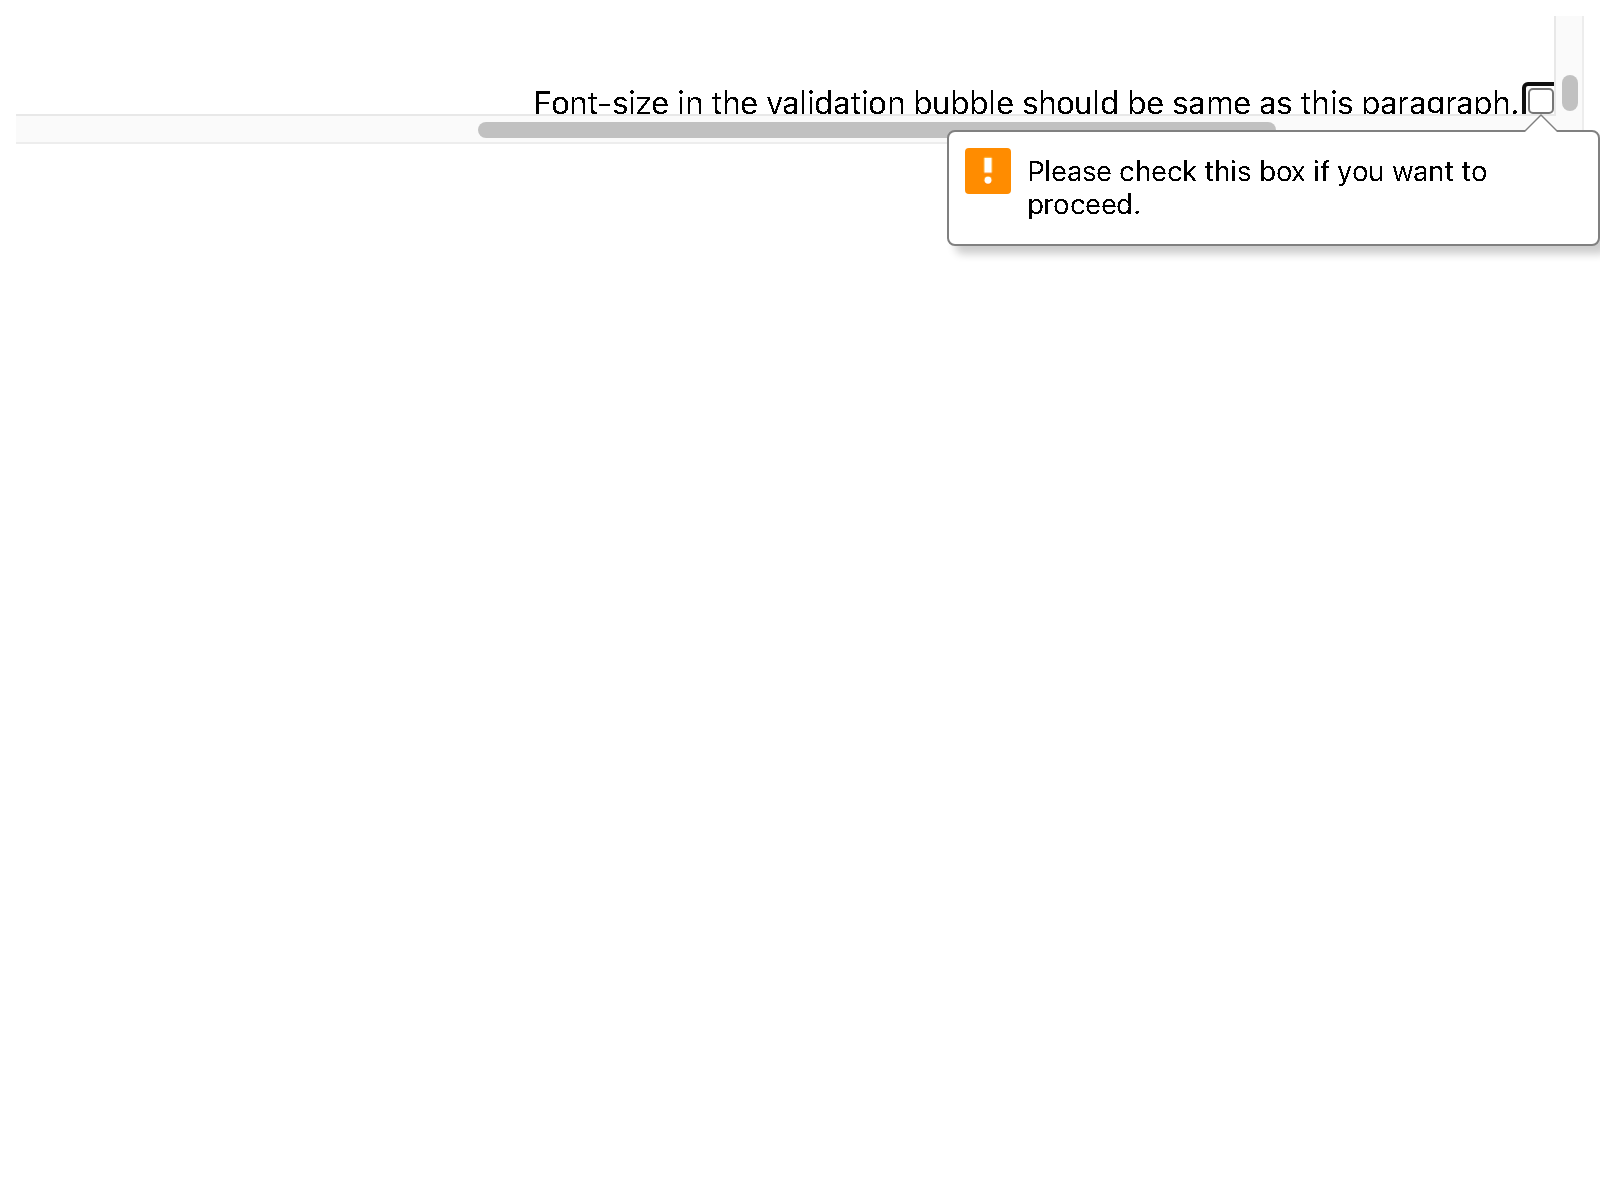 Font-size in the validation bubble should be same as this paragraph.
Please check this box if you want to
proceed.